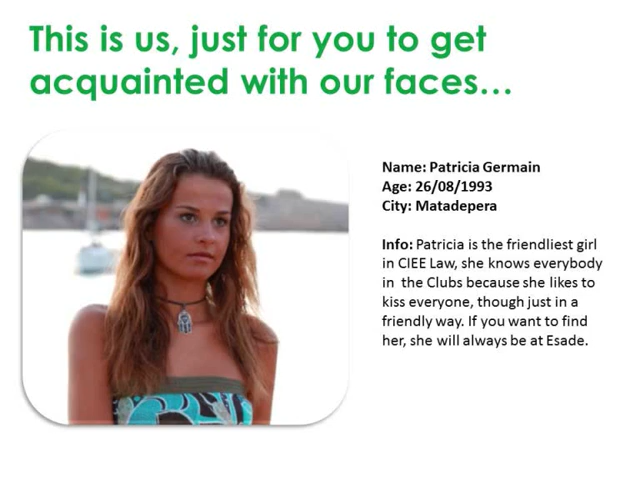 This is us, just for you to get
acquainted with our faces…
Name: Patricia Germain
Age: 26/08/1993
City: Matadepera
Info: Patricia is the friendliest girl
in CIEE Law, she knows everybody
in  the Clubs because she likes to
kiss everyone, though just in a
friendly way. If you want to find
her, she will always be at Esade.